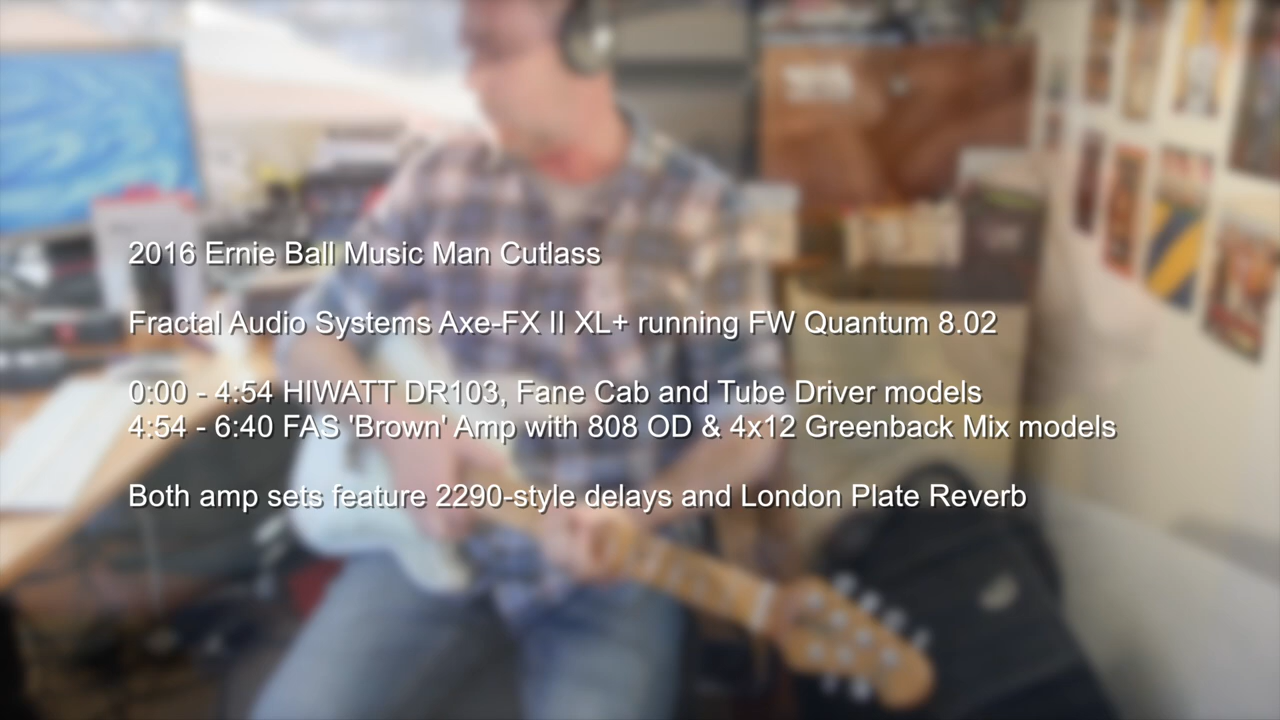 2016 Ernie Ball Music Man Cutlass
Fractal Audio Systems Axe-FX II XL+ running FW Quantum 8.02
0:00 - 4:54 HIWATT DR103, Fane Cab and Tube Driver models
4:54 - 6:40 FAS 'Brown' Amp with 808 OD & 4x12 Greenback Mix models
Both amp sets feature 2290-style delays and London Plate Reverb